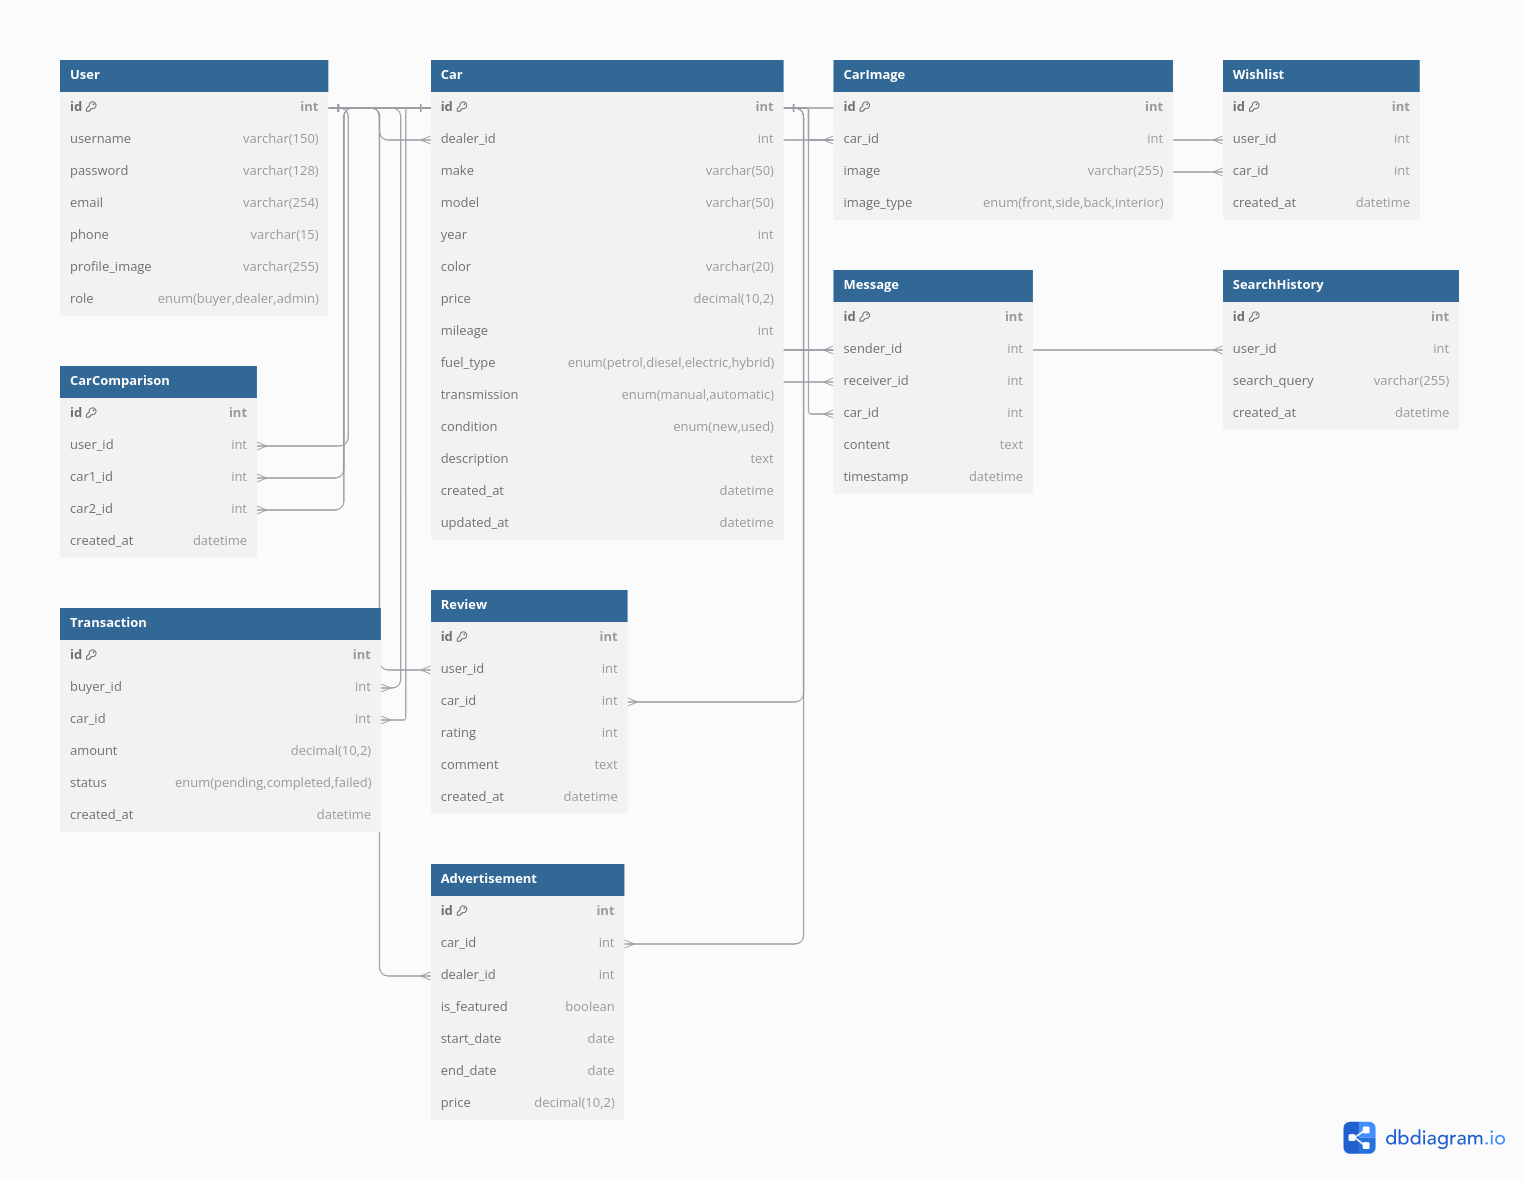 User
id int
username varchar(150)
password varchar(128)
email varchar(254)
phone varchar(15)
profile_image varchar(255)
role enum(buyer,dealer,admin)
Car
id int
dealer_id int
make varchar(50)
model varchar(50)
year int
color varchar(20)
price decimal(10,2)
mileage int
fuel_type enum(petrol,diesel,electric,hybrid)
transmission enum(manual,automatic)
condition enum(new,used)
description text
created_at datetime
updated_at datetime
CarImage
id int
car_id int
image varchar(255)
image_type enum(front,side,back,interior)
Wishlist
id int
user_id int
car_id int
created_at datetime
Message
id int
sender_id int
receiver_id int
car_id int
content text
timestamp datetime
SearchHistory
id int
user_id int
search_query varchar(255)
created_at datetime
CarComparison
id int
user_id int
car1_id int
car2_id int
created_at datetime
Transaction
id int
buyer_id int
car_id int
amount decimal(10,2)
status enum(pending,completed,failed)
created_at datetime
Review
id int
user_id int
car_id int
rating int
comment text
created_at datetime
Advertisement
id int
car_id int
dealer_id int
is_featured boolean
start_date date
end_date date
price decimal(10,2)
dbdiagram.io